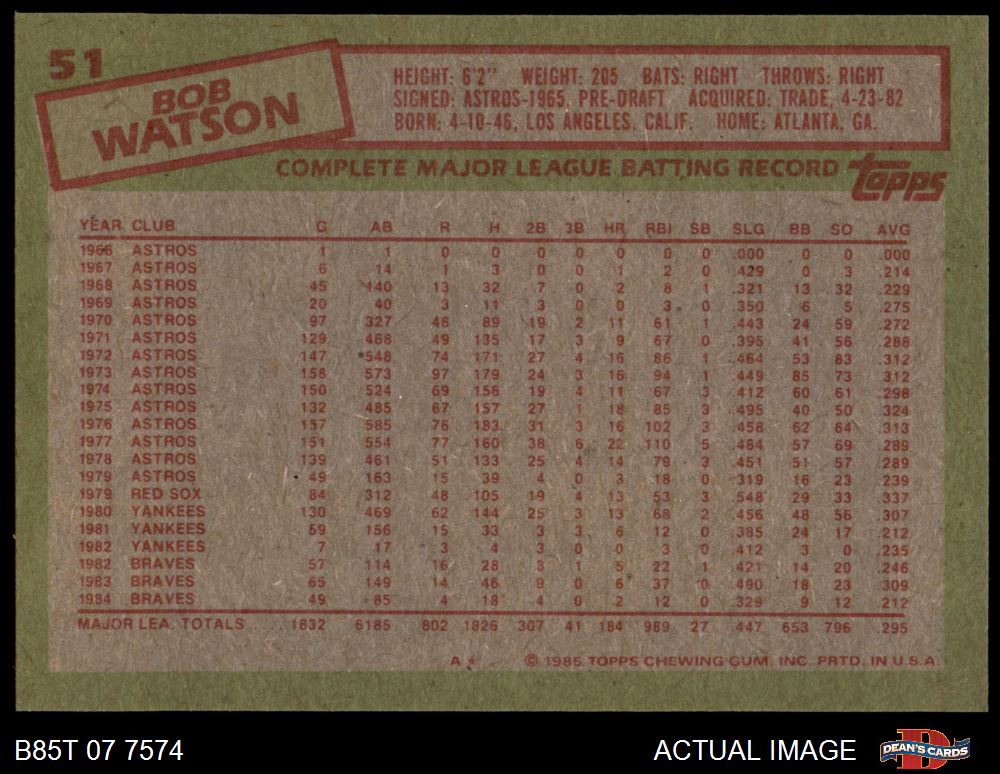 51
BOB
WATSON
HEIGHT: 6'2" WEIGHT: 205 BATS: RIGHT THROWS: RIGHT
SIGNED: ASTROS-1965, PRE-DRAFT ACQUIRED: TRADE, 4-23-82
BORN: 4-10-46, LOS ANGELES, CALIF. HOME: ATLANTA, GA.
COMPLETE MAJOR LEAGUE BATTING RECORD topps
YEAR CLUB G AB R H 2B 3B HR RBI SB SLG BB SO AVG
1966 ASTROS 1 1 0 0 0 0 0 0 0 .000 0 0 .000
1967 ASTROS 6 14 1 3 0 0 1 2 0 .429 0 3 .214
1968 ASTROS 45 140 13 32 7 0 2 8 1 .321 13 32 .229
1969 ASTROS 20 40 3 11 3 0 0 3 0 .350 6 5 .275
1970 ASTROS 97 327 48 89 19 2 11 61 1 .443 24 59 .272
1971 ASTROS 129 468 49 135 17 3 9 67 0 .395 41 56 .288
1972 ASTROS 147 548 74 171 27 4 16 86 1 .464 53 83 .312
1973 ASTROS 158 573 97 179 24 3 16 94 1 .449 85 73 .312
1974 ASTROS 150 524 69 156 19 4 11 67 3 .412 60 61 .298
1975 ASTROS 132 485 67 157 27 1 18 85 3 .495 40 50 .324
1976 ASTROS 157 585 76 183 31 3 16 102 3 .458 62 64 .313
1977 ASTROS 151 554 77 160 38 6 22 110 5 .484 57 69 .289
1978 ASTROS 139 461 51 133 25 4 14 79 3 .451 51 57 .289
1979 ASTROS 49 163 15 39 4 0 3 18 0 .319 16 23 .239
1979 RED SOX 84 312 48 105 19 4 13 53 3 .548 29 33 .337
1980 YANKEES 130 469 62 144 25 3 13 68 2 .456 48 56 .307
1981 YANKEES 59 156 15 33 3 3 6 12 0 .385 24 17 .212
1982 YANKEES 7 17 3 4 3 0 0 3 0 .412 3 0 .235
1982 BRAVES 57 114 16 28 3 1 5 22 1 .421 14 20 .246
1983 BRAVES 65 149 14 46 9 0 6 37 0 .490 18 23 .309
1984 BRAVES 49 85 4 18 4 0 2 12 0 .329 9 12 .212
MAJOR LEA. TOTALS 1832 6185 802 1826 307 41 184 989 27 .447 653 796 .295
A * © 1985 TOPPS CHEWING GUM, INC. PRTD. IN U.S.A.
B85T 07 7574 ACTUAL IMAGE DEAN'S CARDS